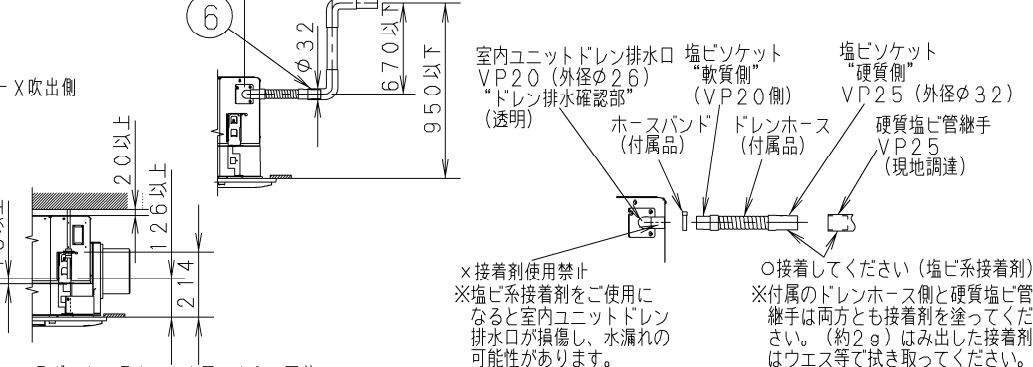 6
φ32
670以下
950以下
X吹出側
20以上
126以上
214
室内ユニットドレン排水口
VP20（外径φ26）
“ドレン排水確認部”
（透明）
塩ビソケット
“軟質側”
（VP20側）
塩ビソケット
“硬質側”
VP25（外径φ32）
ホースバンド
（付属品）
ドレンホース
（付属品）
硬質塩ビ管継手
VP25
（現地調達）
×接着剤使用禁止
※塩ビ系接着剤をご使用に
なると室内ユニットドレン
排水口が損傷し、水漏れの
可能性があります。
○接着してください（塩ビ系接着剤）
※付属のドレンホース側と硬質塩ビ管
継手は両方とも接着剤を塗ってくだ
さい。（約2g）はみ出した接着剤
はウエス等で拭き取ってください。